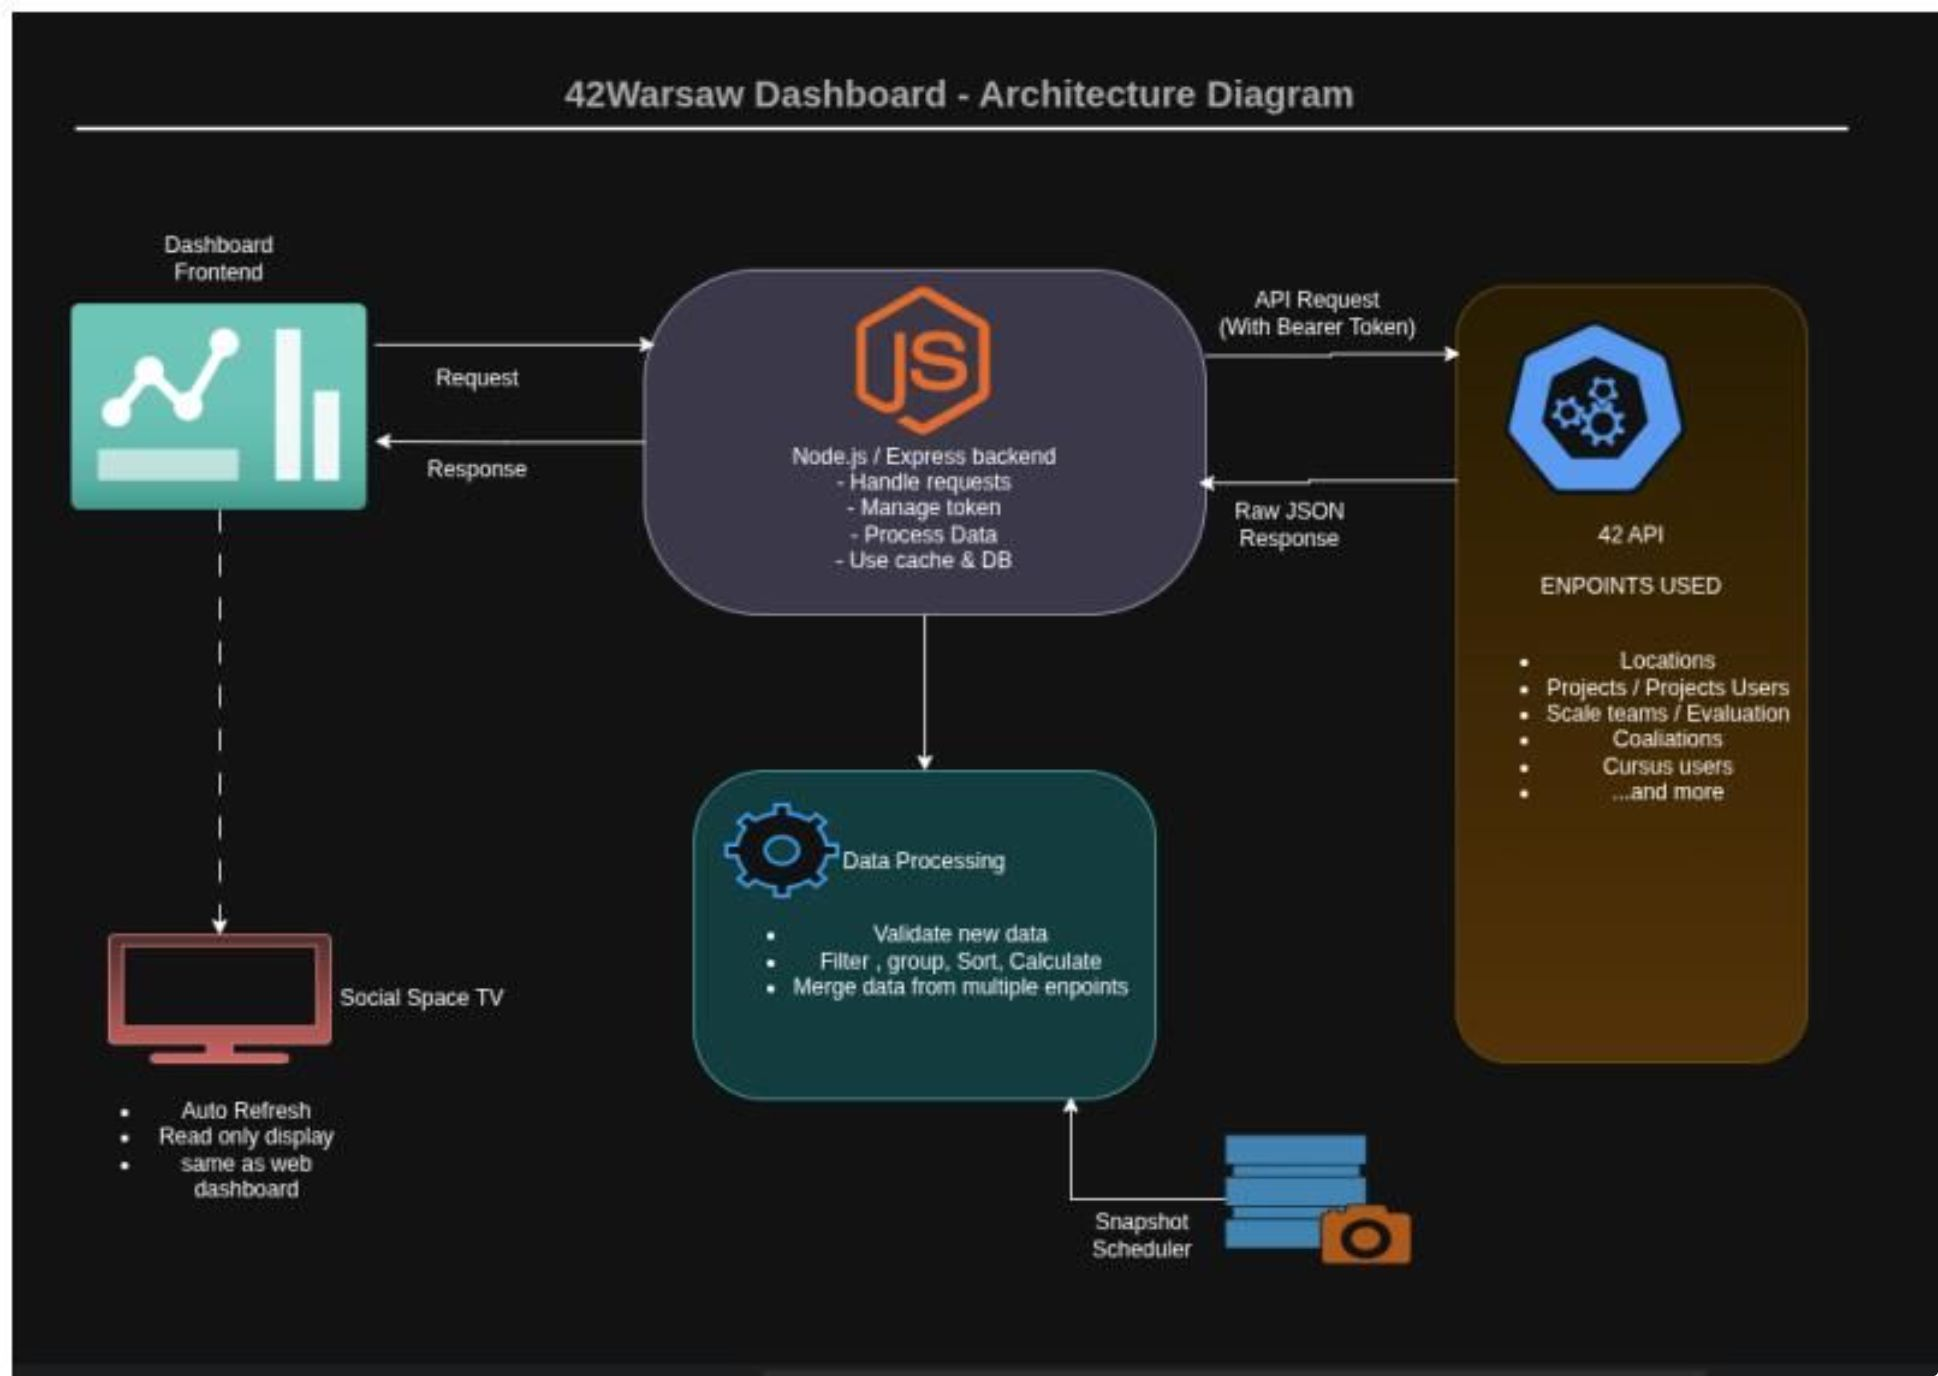 42Warsaw Dashboard - Architecture Diagram
Dashboard
Frontend
Request
Response
JS
Node.js / Express backend
- Handle requests
- Manage token
- Process Data
- Use cache & DB
API Request
(With Bearer Token)
Raw JSON
Response
42 API
ENPOINTS USED
• Locations
• Projects / Projects Users
• Scale teams / Evaluation
• Coaliations
• Cursus users
• ...and more
Data Processing
• Validate new data
• Filter , group, Sort, Calculate
• Merge data from multiple enpoints
Social Space TV
• Auto Refresh
• Read only display
• same as web
dashboard
Snapshot
Scheduler